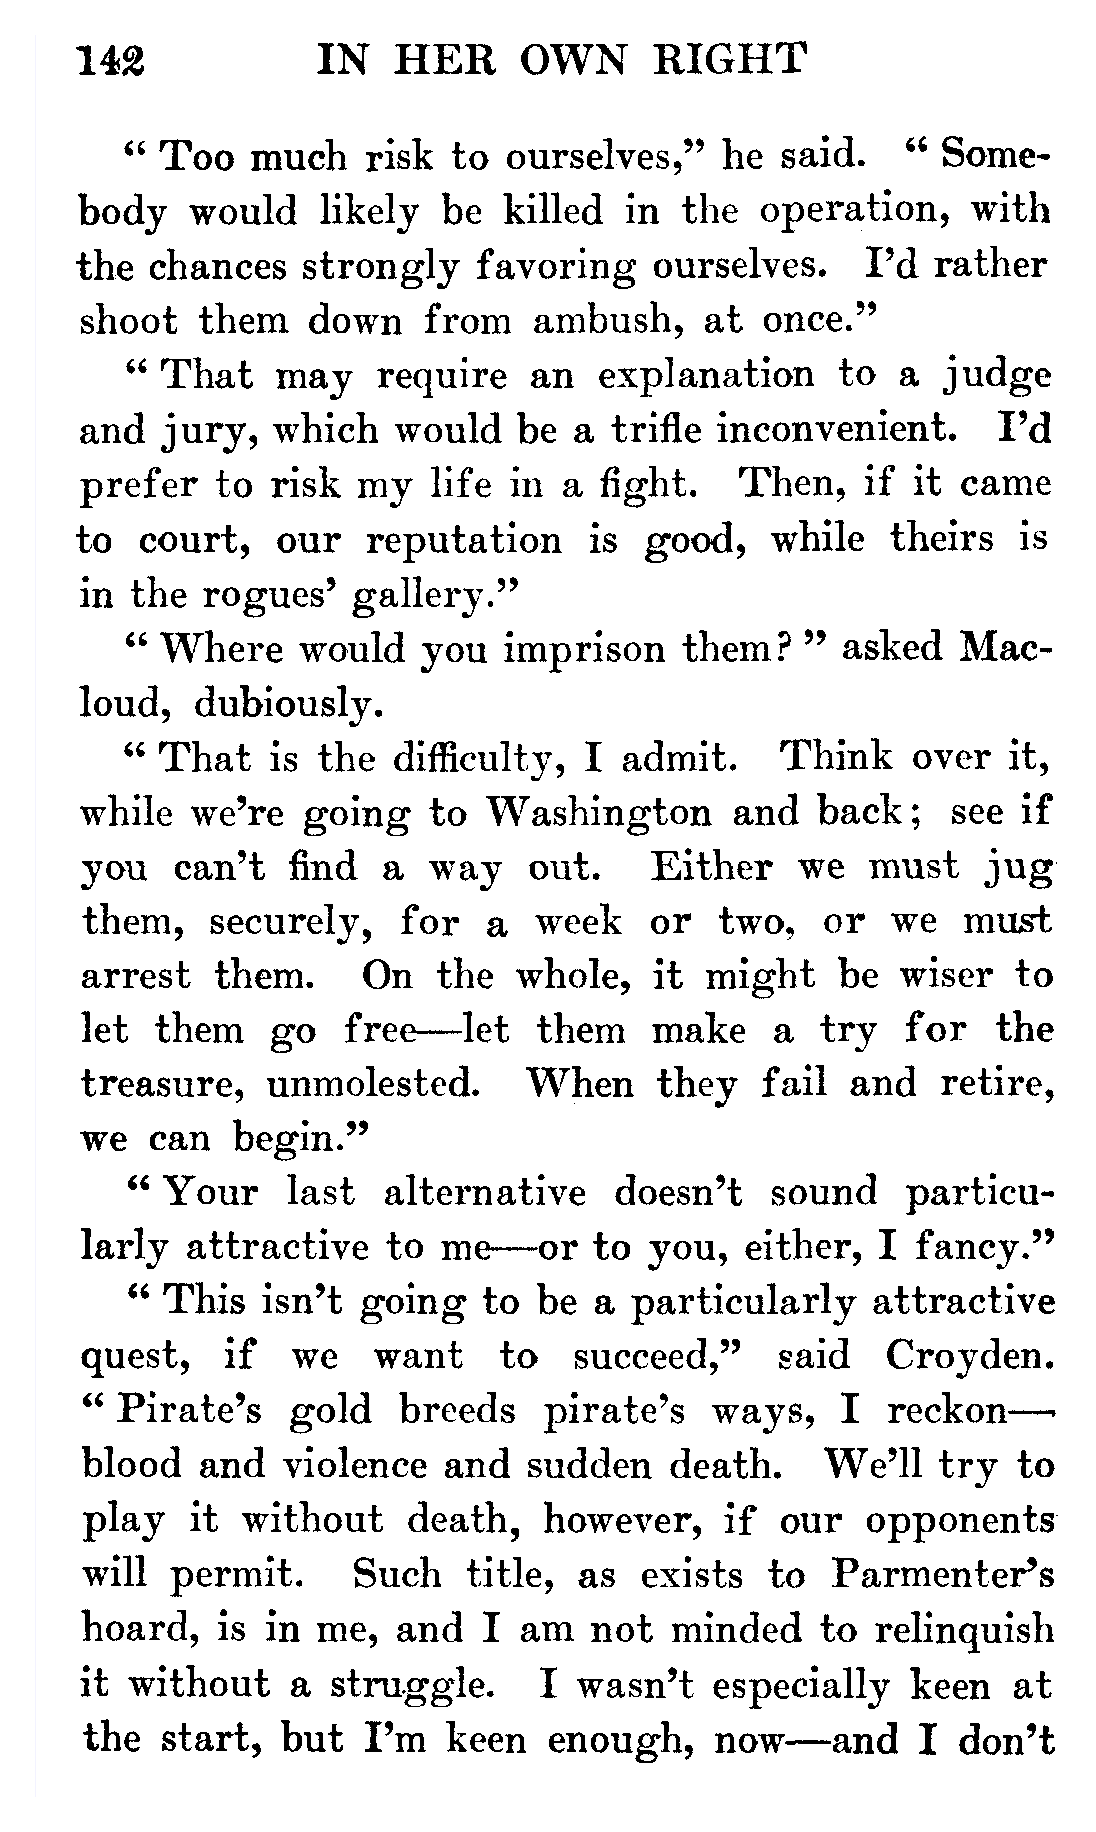 142 IN HER OWN RIGHT
“ Too much risk to ourselves,” he said. “ Some-
body would likely be killed in the operation, with
the chances strongly favoring ourselves. I’d rather
shoot them down from ambush, at once.”
“ That may require an explanation to a judge
and jury, which would be a trifle inconvenient. I’d
prefer to risk my life in a fight. Then, if it came
to court, our reputation is good, while theirs is
in the rogues’ gallery.”
“ Where would you imprison them? ” asked Mac-
loud, dubiously.
“ That is the difficulty, I admit. Think over it,
while we’re going to Washington and back; see if
you can’t find a way out. Either we must jug
them, securely, for a week or two, or we must
arrest them. On the whole, it might be wiser to
let them go free—let them make a try for the
treasure, unmolested. When they fail and retire,
we can begin.”
“ Your last alternative doesn’t sound particu-
larly attractive to me—or to you, either, I fancy.”
“ This isn’t going to be a particularly attractive
quest, if we want to succeed,” said Croyden.
“ Pirate’s gold breeds pirate’s ways, I reckon—
blood and violence and sudden death. We’ll try to
play it without death, however, if our opponents
will permit. Such title, as exists to Parmenter’s
hoard, is in me, and I am not minded to relinquish
it without a struggle. I wasn’t especially keen at
the start, but I’m keen enough, now—and I don’t